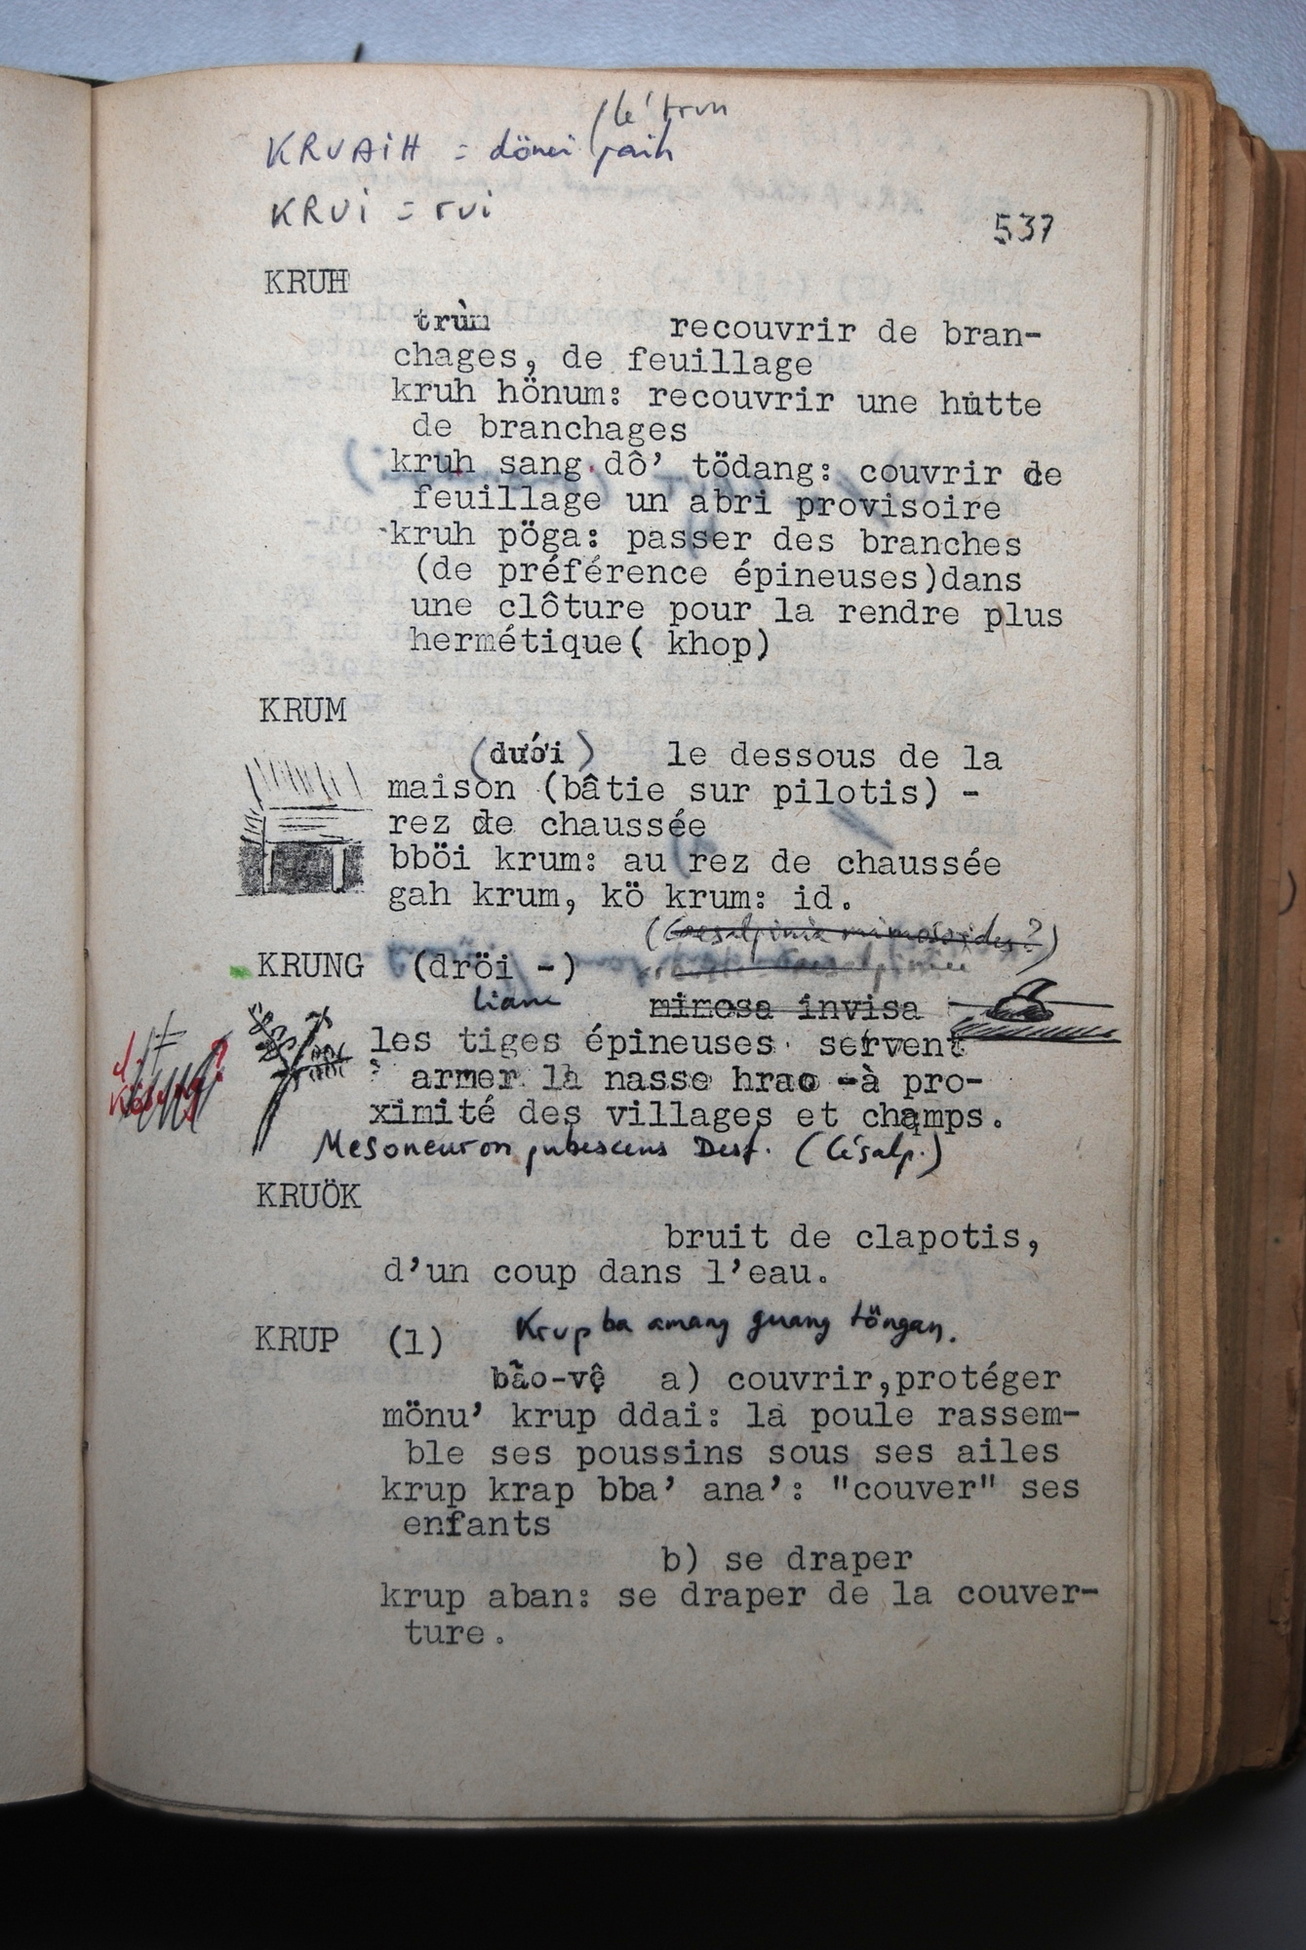 KRUAiH = dönei paih
KRUi = rui
537
KRUH
trùm recouvrir de bran-
chages, de feuillage
kruh hönum: recouvrir une hutte
de branchages
kruh sang dô’ tödang: couvrir de
feuillage un abri provisoire
kruh pöga: passer des branches
(de préférence épineuses)dans
une clôture pour la rendre plus
hermétique( khop)
KRUM
(dưới) le dessous de la
maison (bâtie sur pilotis) -
rez de chaussée
bböi krum: au rez de chaussée
gah krum, kö krum: id.
(Caesalpinia mimosoides?)
KRUNG (dröi -)
liane mimosa invisa
les tiges épineuses servent
à armer la nasse hrao -à pro-
ximité des villages et champs.
Mesoneuron pubescens Desf. (Césalp.)
KRUÖK
bruit de clapotis,
d’un coup dans l’eau.
KRUP (1) Krup ba amang guang töngan.
bảo-vệ a) couvrir,protéger
mönu’ krup ddai: la poule rassem-
ble ses poussins sous ses ailes
krup krap bba’ ana’: "couver" ses
enfants
b) se draper
krup aban: se draper de la couver-
ture.